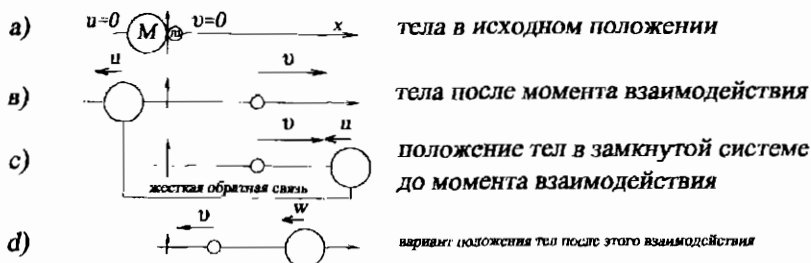 а) u=0 M m υ=0 x тела в исходном положении
u υ
в) тела после момента взаимодействия
υ u
с) положение тел в замкнутой системе
до момента взаимодействия
жесткая обратная связь
υ w
d) вариант положения тел после этого взаимодействия